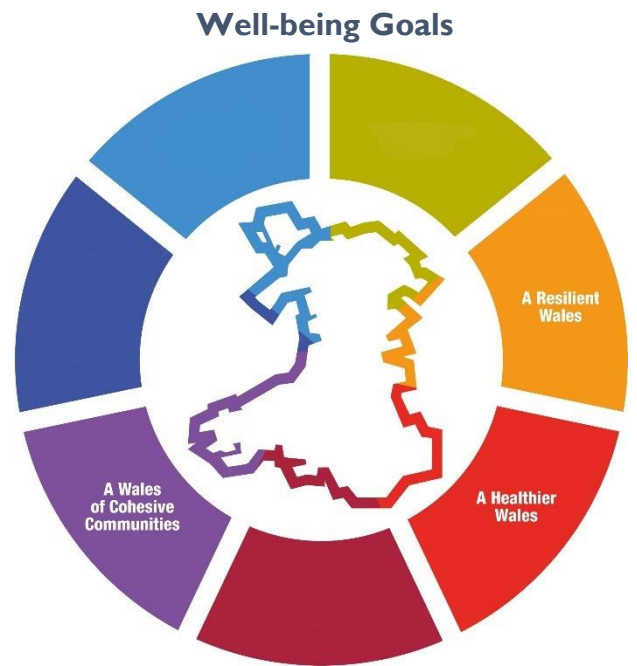 Well-being Goals
A Resilient
Wales
A Healthier
Wales
A Wales
of Cohesive
Communities